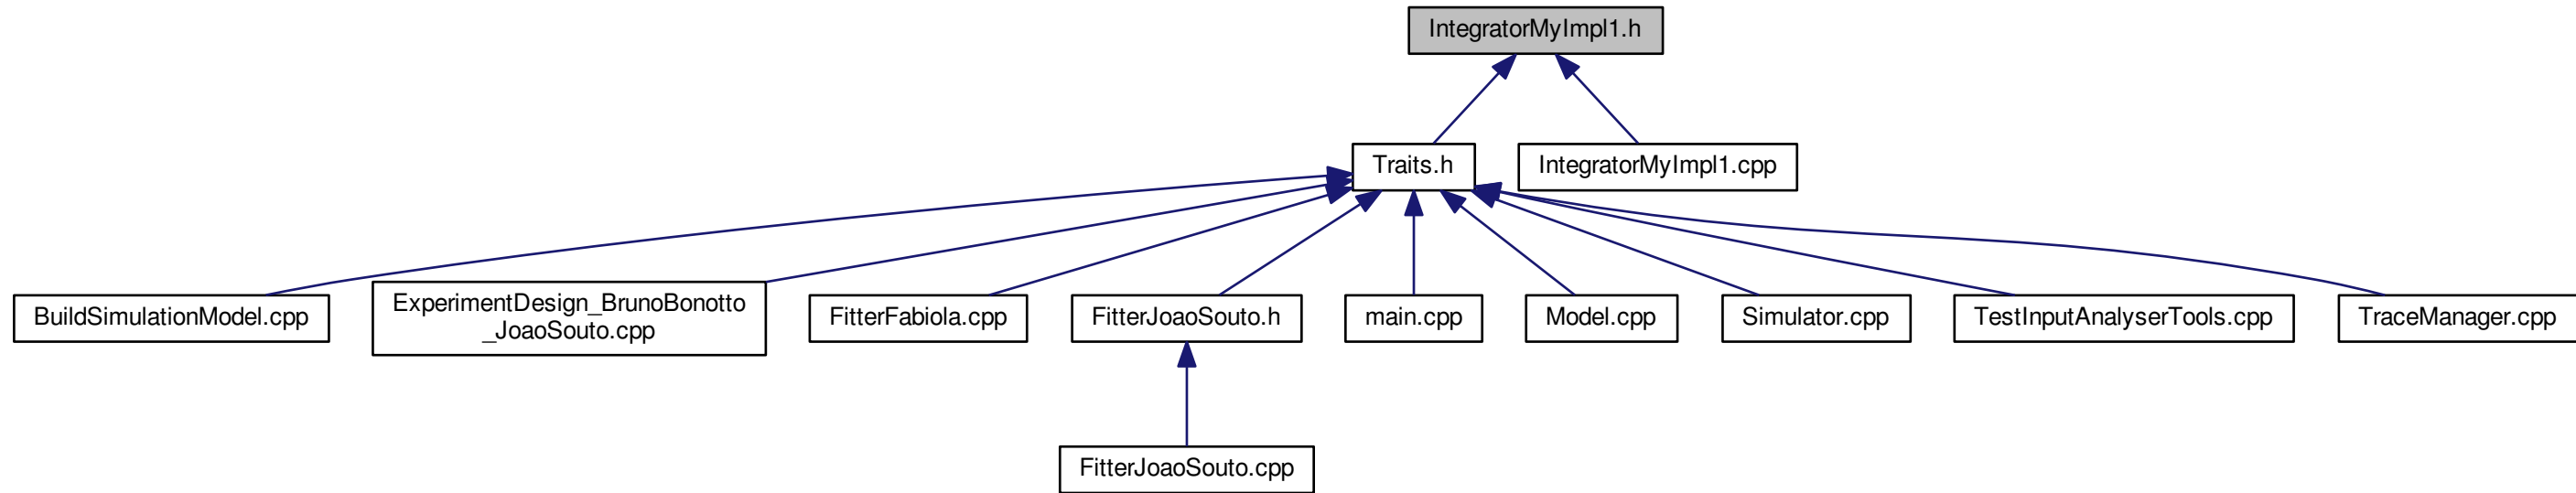 IntegratorMyImpl1.h
Traits.h
IntegratorMyImpl1.cpp
BuildSimulationModel.cpp
ExperimentDesign_BrunoBonotto
_JoaoSouto.cpp
FitterFabiola.cpp
FitterJoaoSouto.h
main.cpp
Model.cpp
Simulator.cpp
TestInputAnalyserTools.cpp
TraceManager.cpp
FitterJoaoSouto.cpp